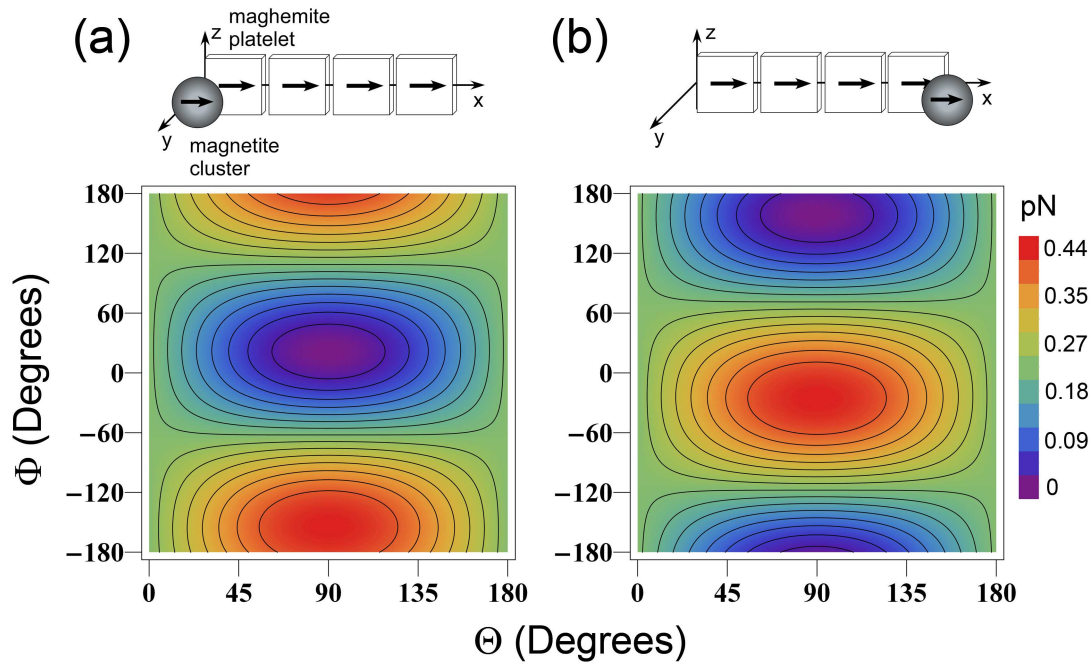 (a)
maghemite
platelet
z
x
y
magnetite
cluster
(b)
z
x
y
Φ (Degrees)
180
120
60
0
−60
−120
−180
0 45 90 135 180
180
120
60
0
−60
−120
−180
0 45 90 135 180
pN
0.44
0.35
0.27
0.18
0.09
0
Θ (Degrees)